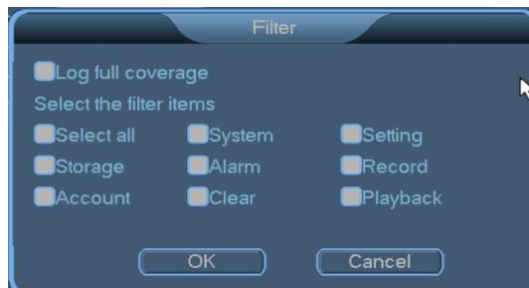 Filter
Log full coverage
Select the filter items
Select all System Setting
Storage Alarm Record
Account Clear Playback
OK Cancel